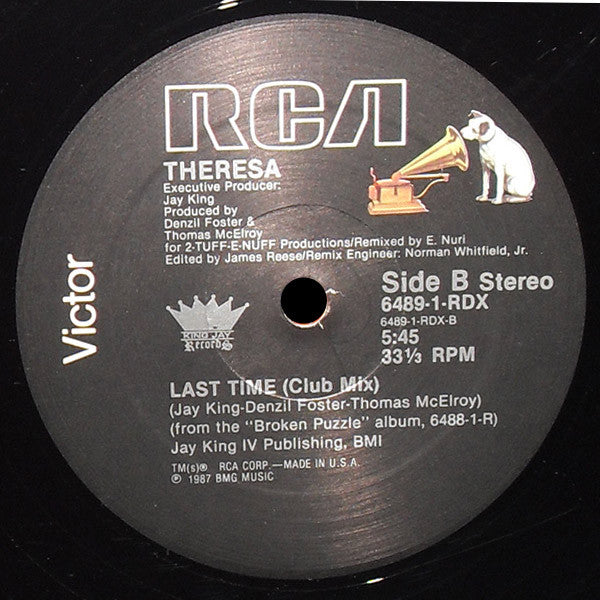 RCA
THERESA
Executive Producer:
Jay King
Produced by
Denzil Foster &
Thomas McElroy
for 2-TUFF-E-NUFF Productions/Remixed by E. Nuri
Edited by James Reese/Remix Engineer: Norman Whitfield, Jr.
Victor
Side B Stereo
6489-1-RDX
6489-1-RDX-B
5:45
33⅓ RPM
KING JAY
Records
LAST TIME (Club Mix)
(Jay King-Denzil Foster-Thomas McElroy)
(from the "Broken Puzzle" album, 6488-1-R)
Jay King IV Publishing, BMI
TM(s)® RCA CORP.—MADE IN U.S.A.
℗ 1987 BMG MUSIC